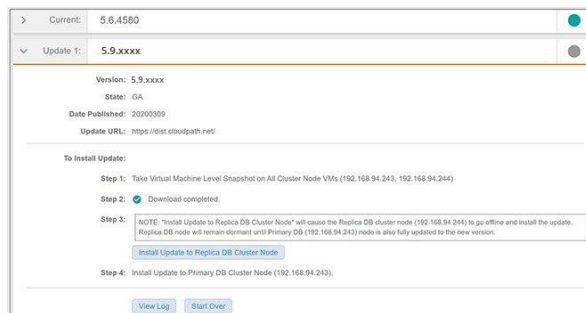 Current: 5.6.4580
Update 1: 5.9.xxxx
Version: 5.9.xxxx
State: GA
Date Published: 20200309
Update URL: https://dist.cloudpath.net/
To Install Update:
Step 1: Take Virtual Machine Level Snapshot on All Cluster Node VMs (192.168.94.243, 192.168.94.244)
Step 2: Download completed.
Step 3: NOTE: "Install Update to Replica DB Cluster Node" will cause the Replica DB cluster node (192.168.94.244) to go offline and install the update.
Replica DB node will remain dormant until Primary DB (192.168.94.243) node is also fully updated to the new version.
Install Update to Replica DB Cluster Node
Step 4: Install Update to Primary DB Cluster Node (192.168.94.243).
View Log Start Over